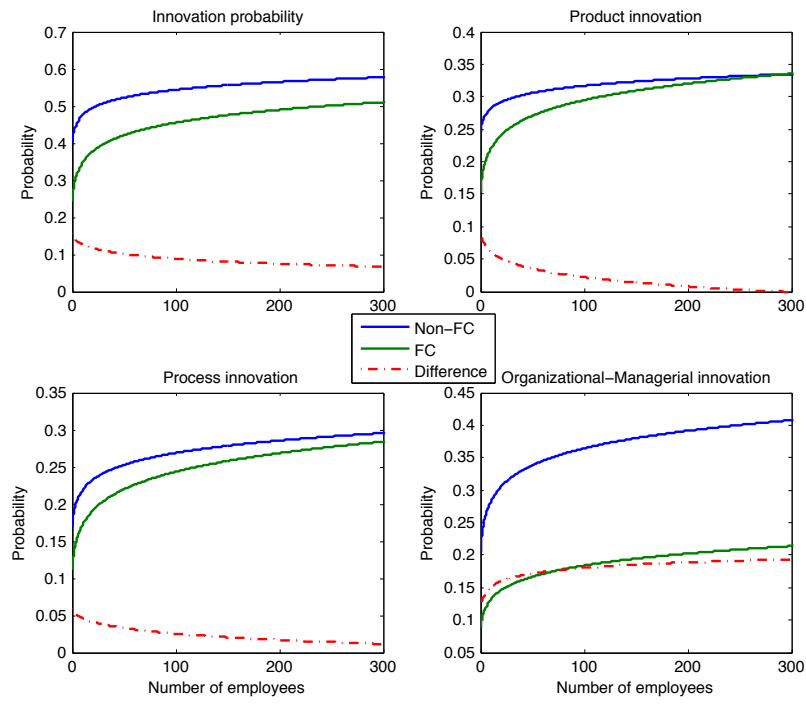 Innovation probability
0.7
0.6
0.5
0.4
0.3
0.2
0.1
0
Probability
0 100 200 300
Product innovation
0.4
0.35
0.3
0.25
0.2
0.15
0.1
0.05
0
Probability
0 100 200 300
Non−FC
FC
Difference
Process innovation
0.35
0.3
0.25
0.2
0.15
0.1
0.05
0
Probability
0 100 200 300
Number of employees
Organizational−Managerial innovation
0.45
0.4
0.35
0.3
0.25
0.2
0.15
0.1
0.05
Probability
0 100 200 300
Number of employees